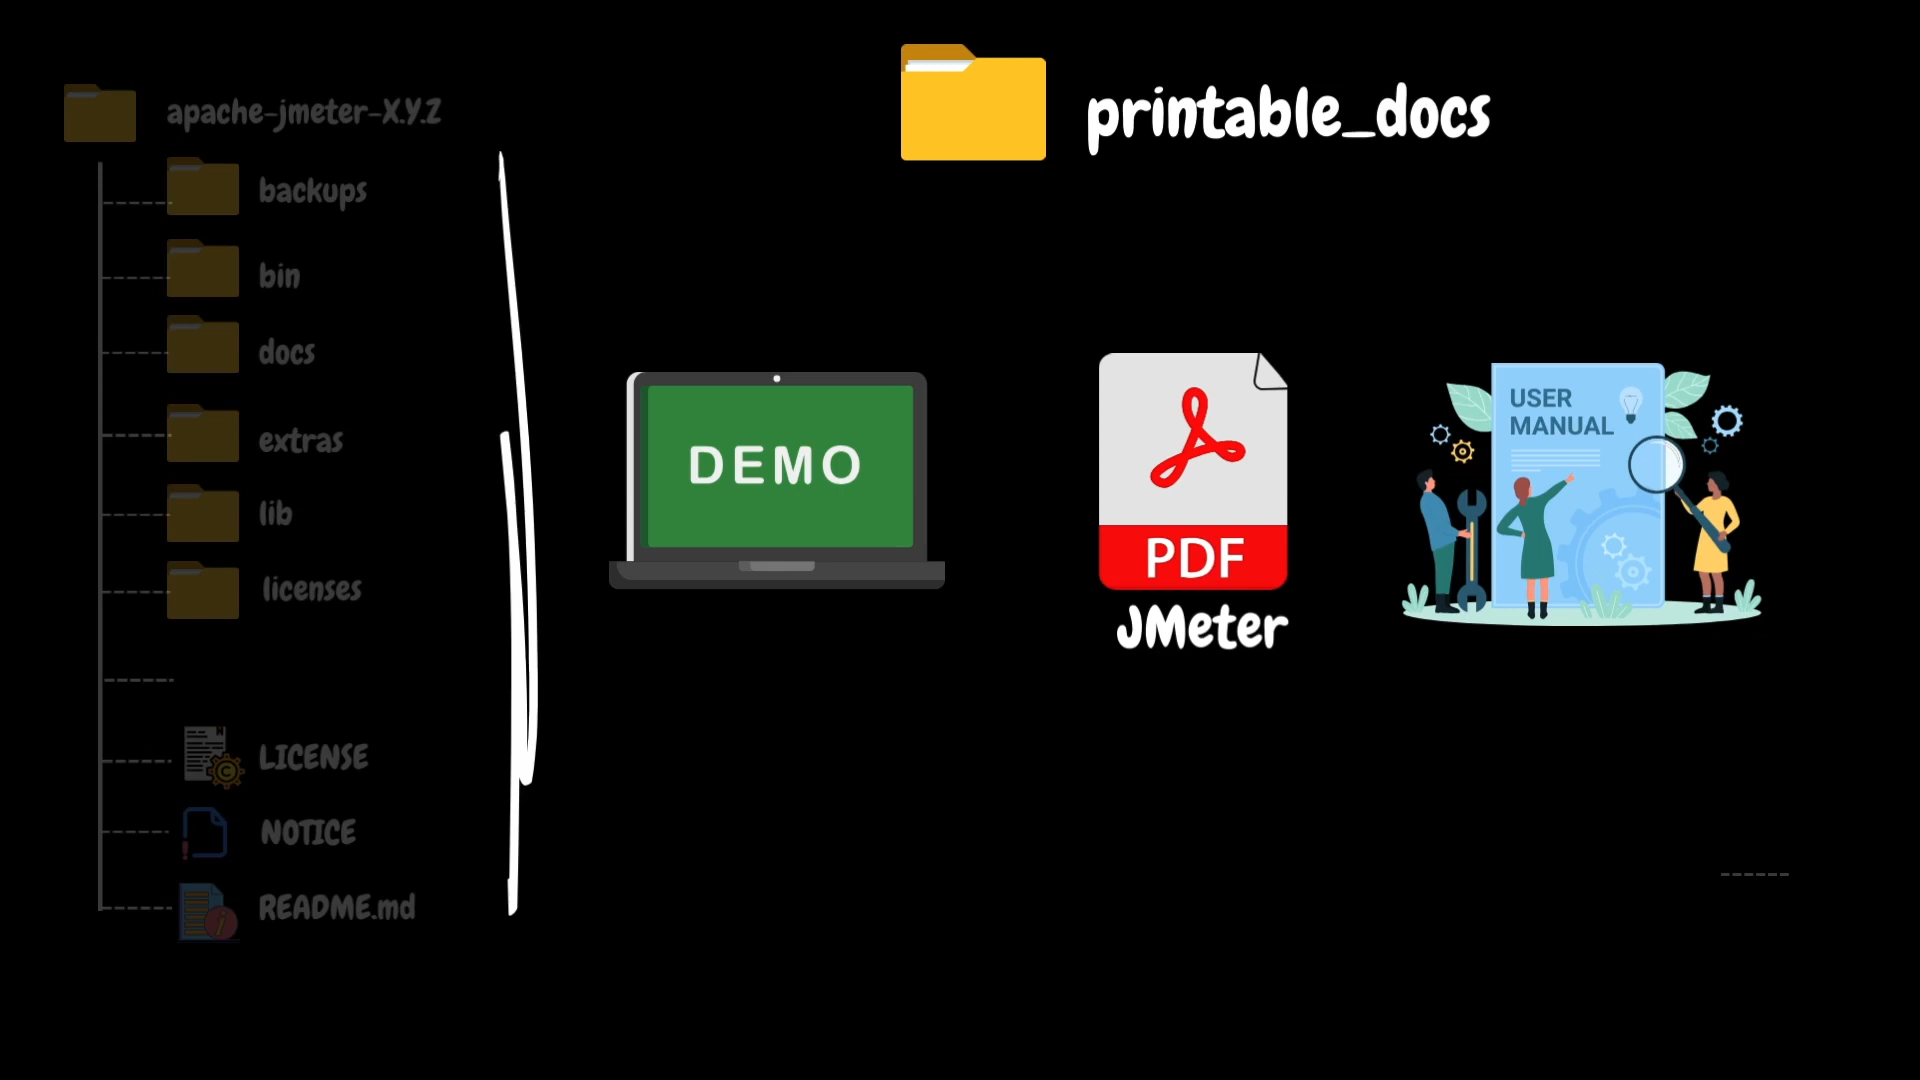 apache-jmeter-X.Y.Z
backups
bin
docs
extras
lib
licenses
LICENSE
NOTICE
README.md
printable_docs
DEMO
PDF
JMeter
USER
MANUAL